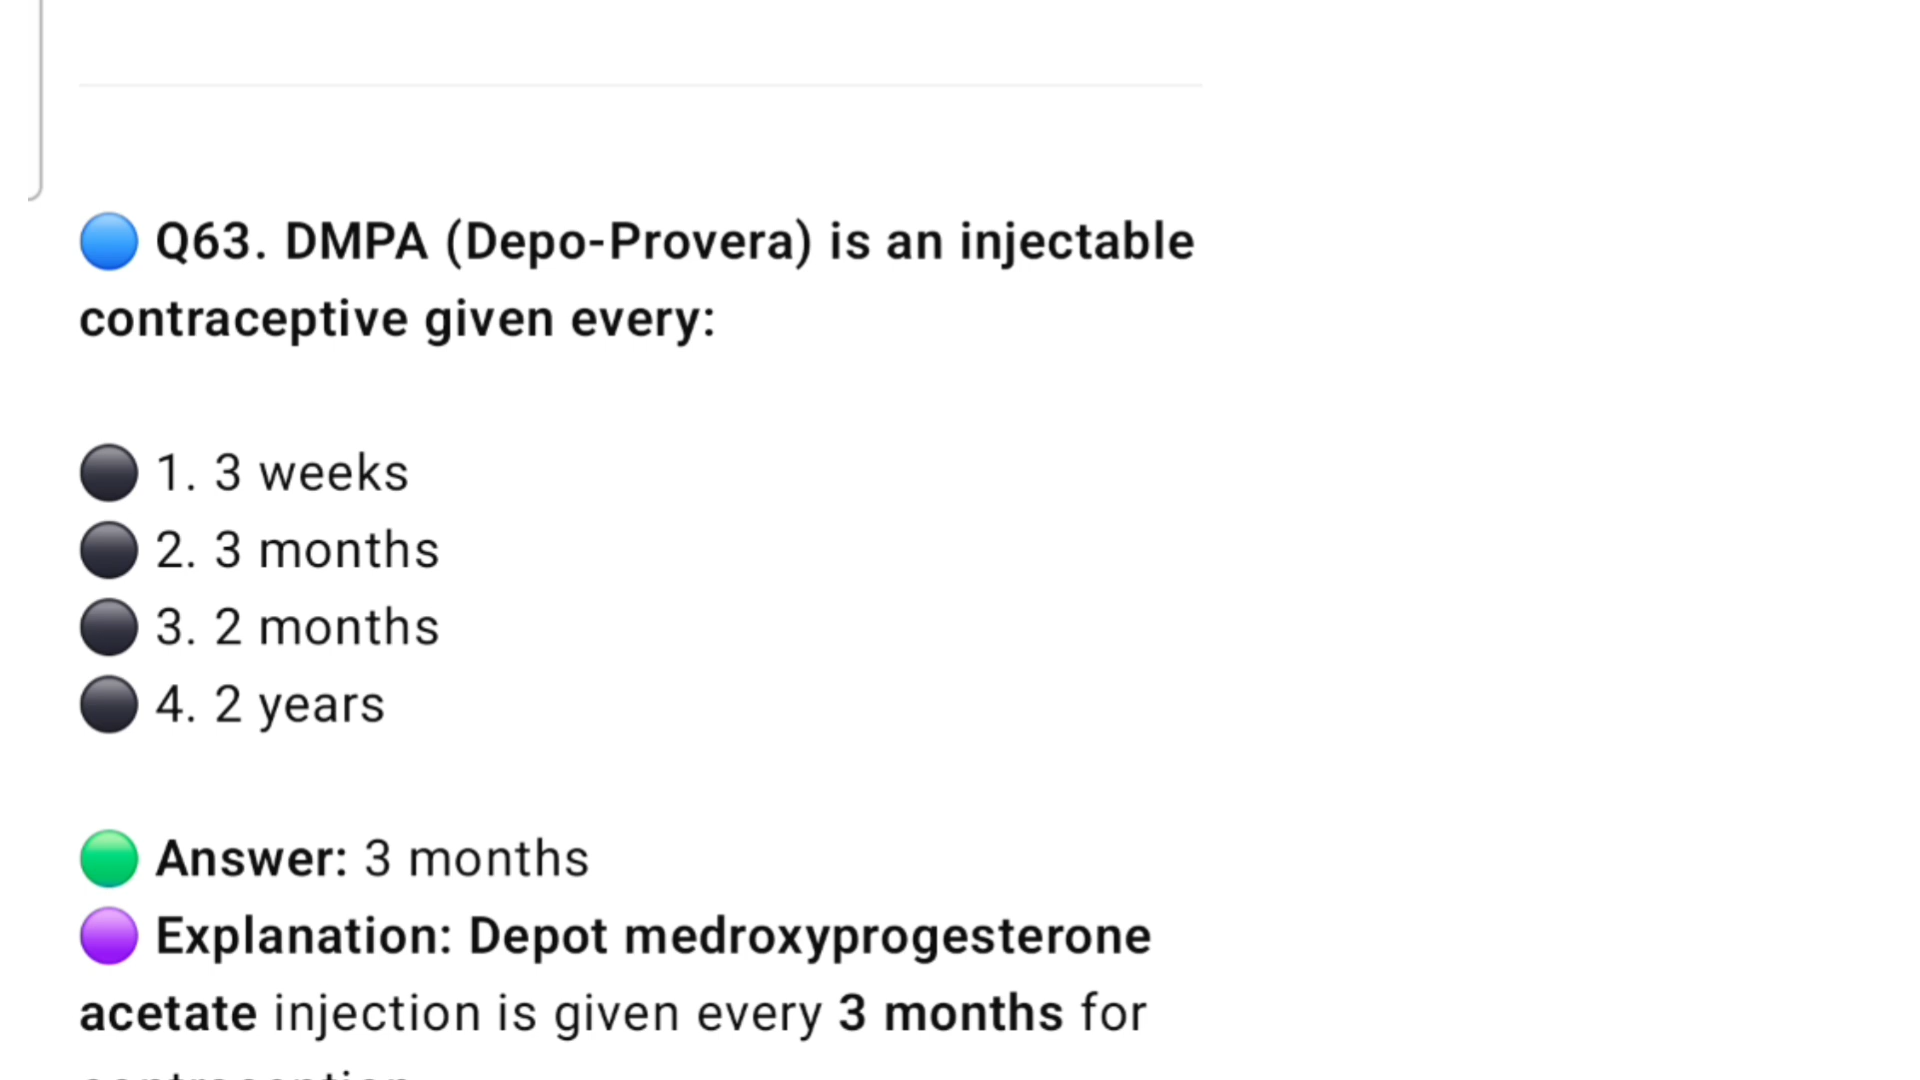 Q63. DMPA (Depo-Provera) is an injectable
contraceptive given every:
1. 3 weeks
2. 3 months
3. 2 months
4. 2 years
Answer: 3 months
Explanation: Depot medroxyprogesterone
acetate injection is given every 3 months for